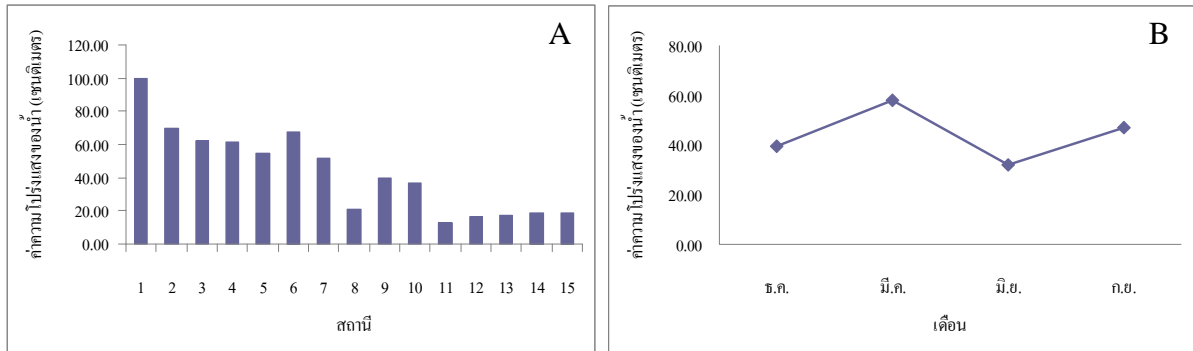 A
ค่าความโปร่งแสงของน้ำ (เซนติเมตร)
120.00
100.00
80.00
60.00
40.00
20.00
0.00
1 2 3 4 5 6 7 8 9 10 11 12 13 14 15
สถานี
B
ค่าความโปร่งแสงของน้ำ (เซนติเมตร)
80.00
60.00
40.00
20.00
0.00
ธ.ค. มี.ค. มิ.ย. ก.ย.
เดือน